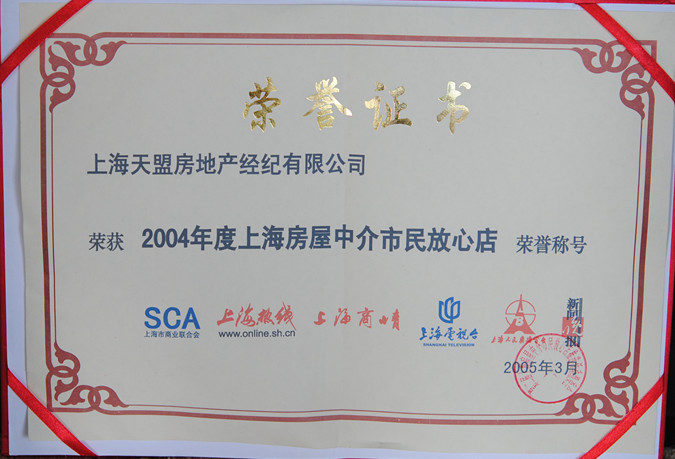 荣誉证书
上海天盟房地产经纪有限公司
荣获 2004年度上海房屋中介市民放心店 荣誉称号
SCA
上海市商业联合会
上海热线
www.online.sh.cn
上海商情
上海电视台
SHANGHAI TELEVISION
新闻
2005年3月